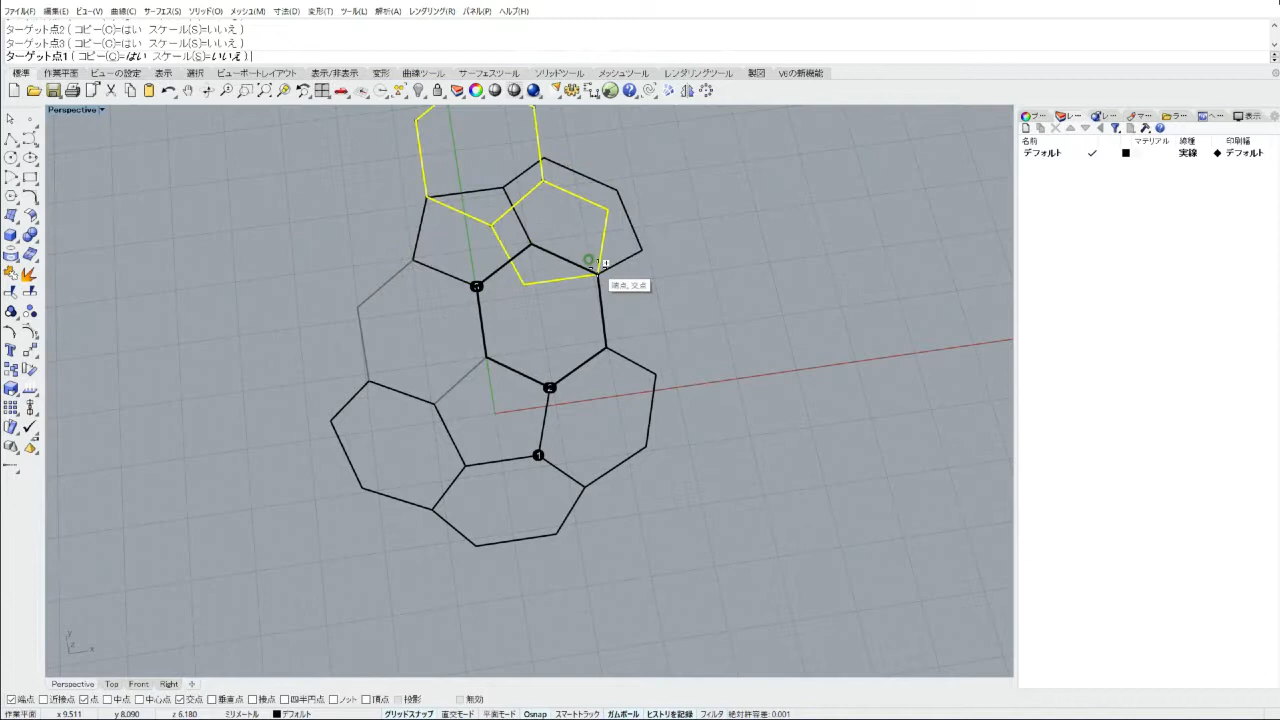 ファイル(F) 編集(E) ビュー(V) 曲線(C) サーフェス(S) ソリッド(O) メッシュ(M) 寸法(D) 変形(T) ツール(L) 解析(A) レンダリング(R) パネル(P) ヘルプ(H)
ターゲット点2 ( コピー(C)=はい スケール(S)=いいえ )
ターゲット点3 ( コピー(C)=はい スケール(S)=いいえ )
ターゲット点1 ( コピー(C)=はい スケール(S)=いいえ ):
標準 作業平面 ビューの設定 表示 選択 ビューポートレイアウト 表示/非表示 変形 曲線ツール サーフェスツール ソリッドツール メッシュツール レンダリングツール 製図 V6の新機能
Perspective
プ... レー... レ... マ... ラ... ヘ... 表示
名前 マテリアル 線種 印刷幅
デフォルト 実線 デフォルト
端点, 交点
2
1
y
z
x
Perspective Top Front Right
端点 近接点 点 中点 中心点 交点 垂直点 接点 四半円点 ノット 頂点 投影 無効
作業平面 x 9.511 y 8.090 z 6.180 ミリメートル デフォルト グリッドスナップ 直交モード 平面モード Osnap スマートトラック ガムボール ヒストリを記録 フィルタ 絶対許容差: 0.001